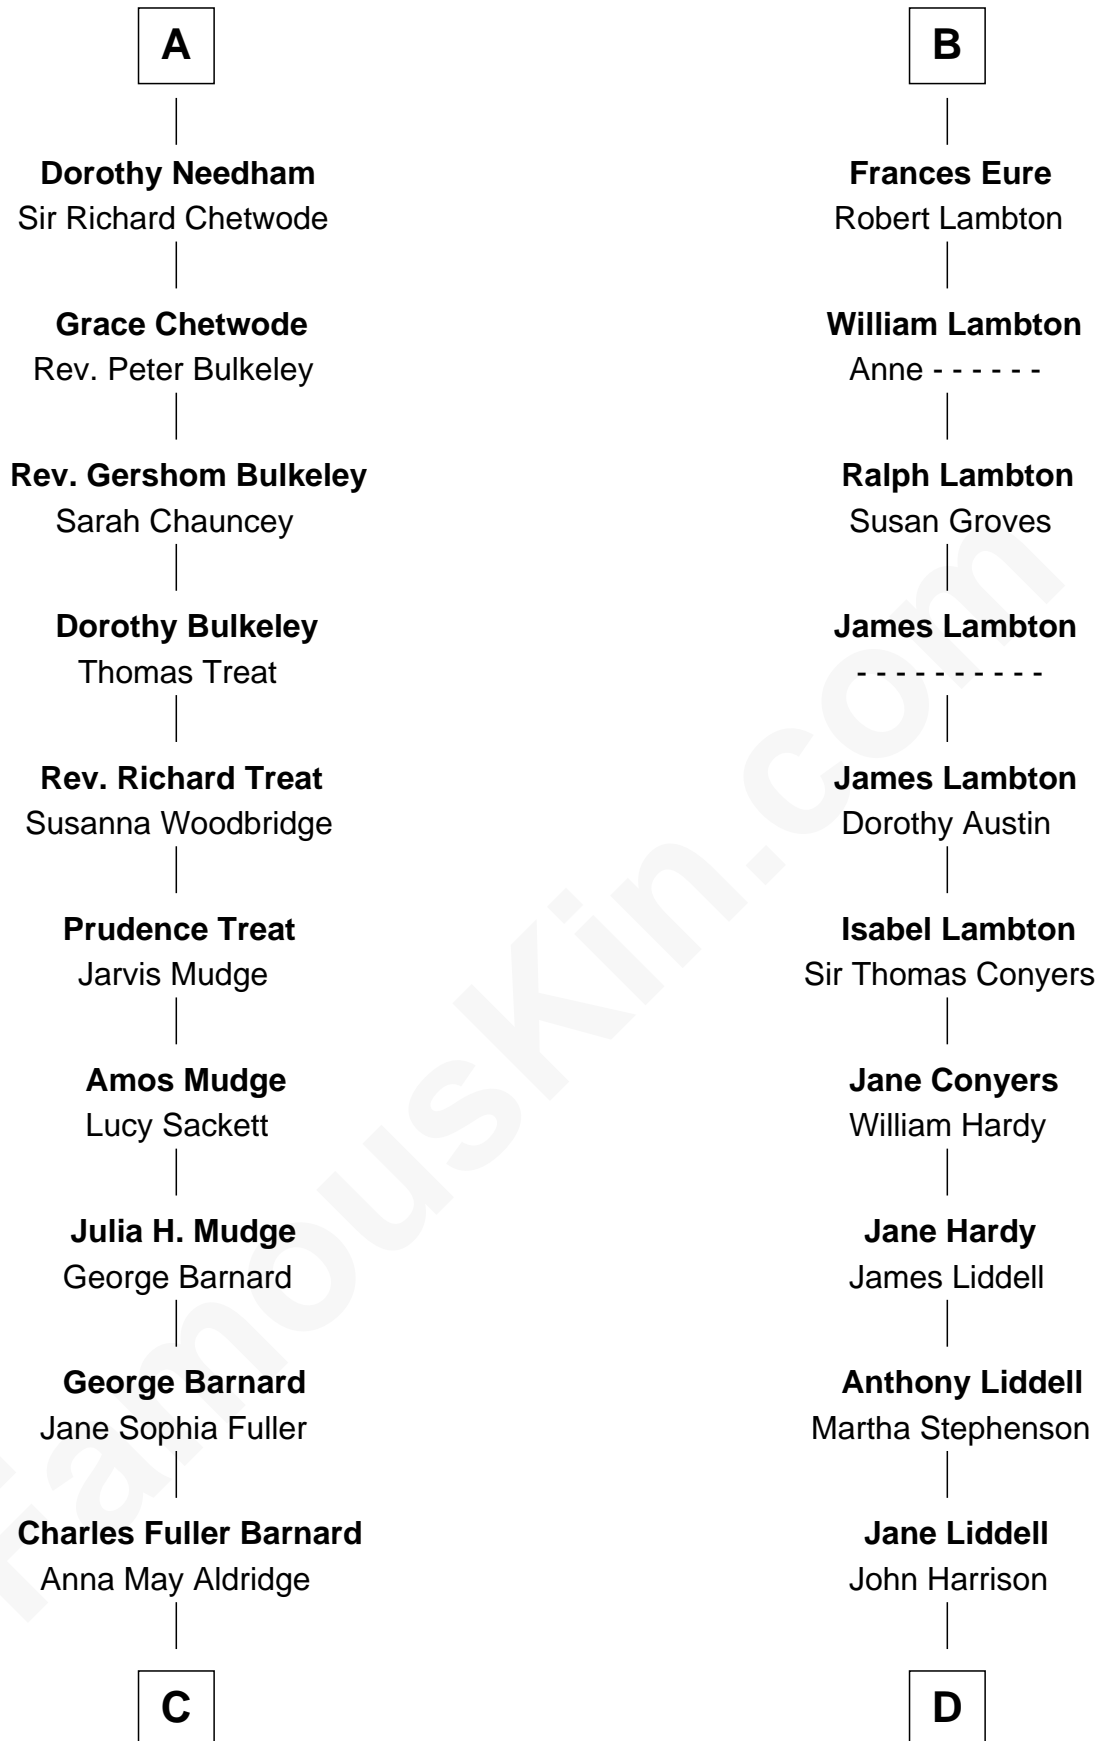 A
Dorothy Needham
Sir Richard Chetwode
Grace Chetwode
Rev. Peter Bulkeley
Rev. Gershom Bulkeley
Sarah Chauncey
Dorothy Bulkeley
Thomas Treat
Rev. Richard Treat
Susanna Woodbridge
Prudence Treat
Jarvis Mudge
Amos Mudge
Lucy Sackett
Julia H. Mudge
George Barnard
George Barnard
Jane Sophia Fuller
Charles Fuller Barnard
Anna May Aldridge
C
B
Frances Eure
Robert Lambton
William Lambton
Anne - - - - - -
Ralph Lambton
Susan Groves
James Lambton
- - - - - - - - - -
James Lambton
Dorothy Austin
Isabel Lambton
Sir Thomas Conyers
Jane Conyers
William Hardy
Jane Hardy
James Liddell
Anthony Liddell
Martha Stephenson
Jane Liddell
John Harrison
D
FamousKin.com